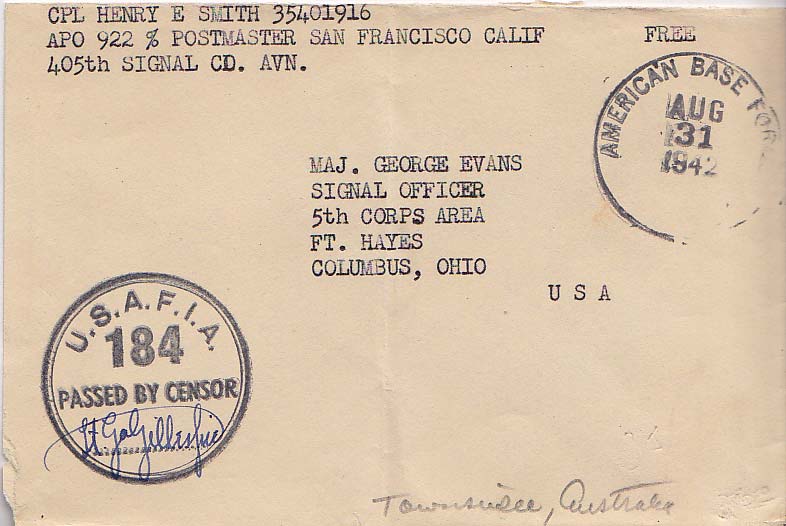 CPL HENRY E SMITH 35401916
APO 922 % POSTMASTER SAN FRANCISCO CALIF FREE
405th SIGNAL CO. AVN.
AMERICAN BASE
AUG
31
1942
MAJ. GEORGE EVANS
SIGNAL OFFICER
5th CORPS AREA
FT. HAYES
COLUMBUS, OHIO
U S A
U.S.A.F.I.A.
184
PASSED BY CENSOR
Gillespie
Townsville, Australia